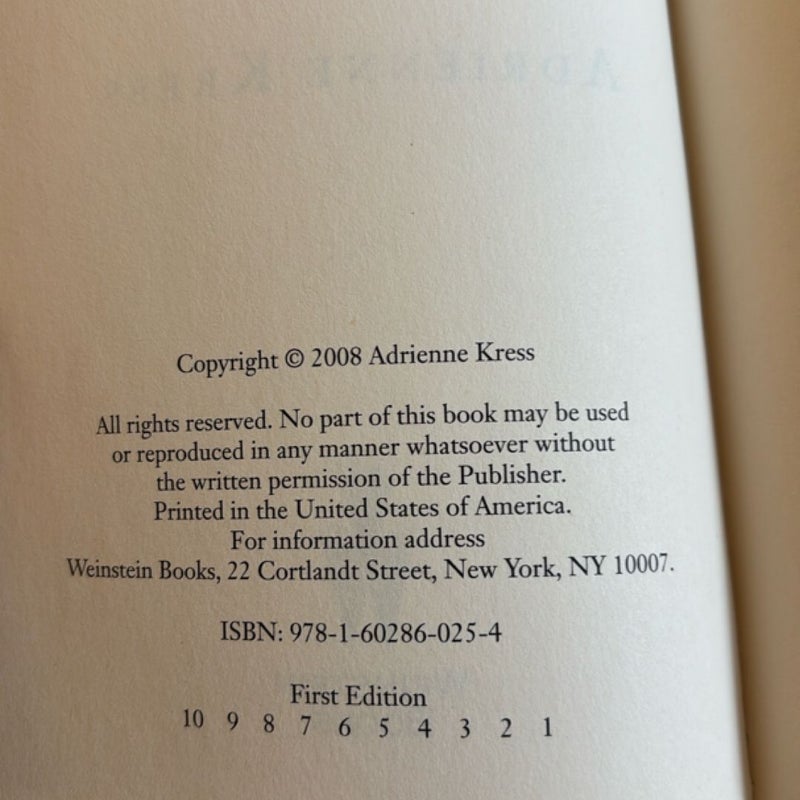 Copyright © 2008 Adrienne Kress
All rights reserved. No part of this book may be used
or reproduced in any manner whatsoever without
the written permission of the Publisher.
Printed in the United States of America.
For information address
Weinstein Books, 22 Cortlandt Street, New York, NY 10007.
ISBN: 978-1-60286-025-4
First Edition
10 9 8 7 6 5 4 3 2 1